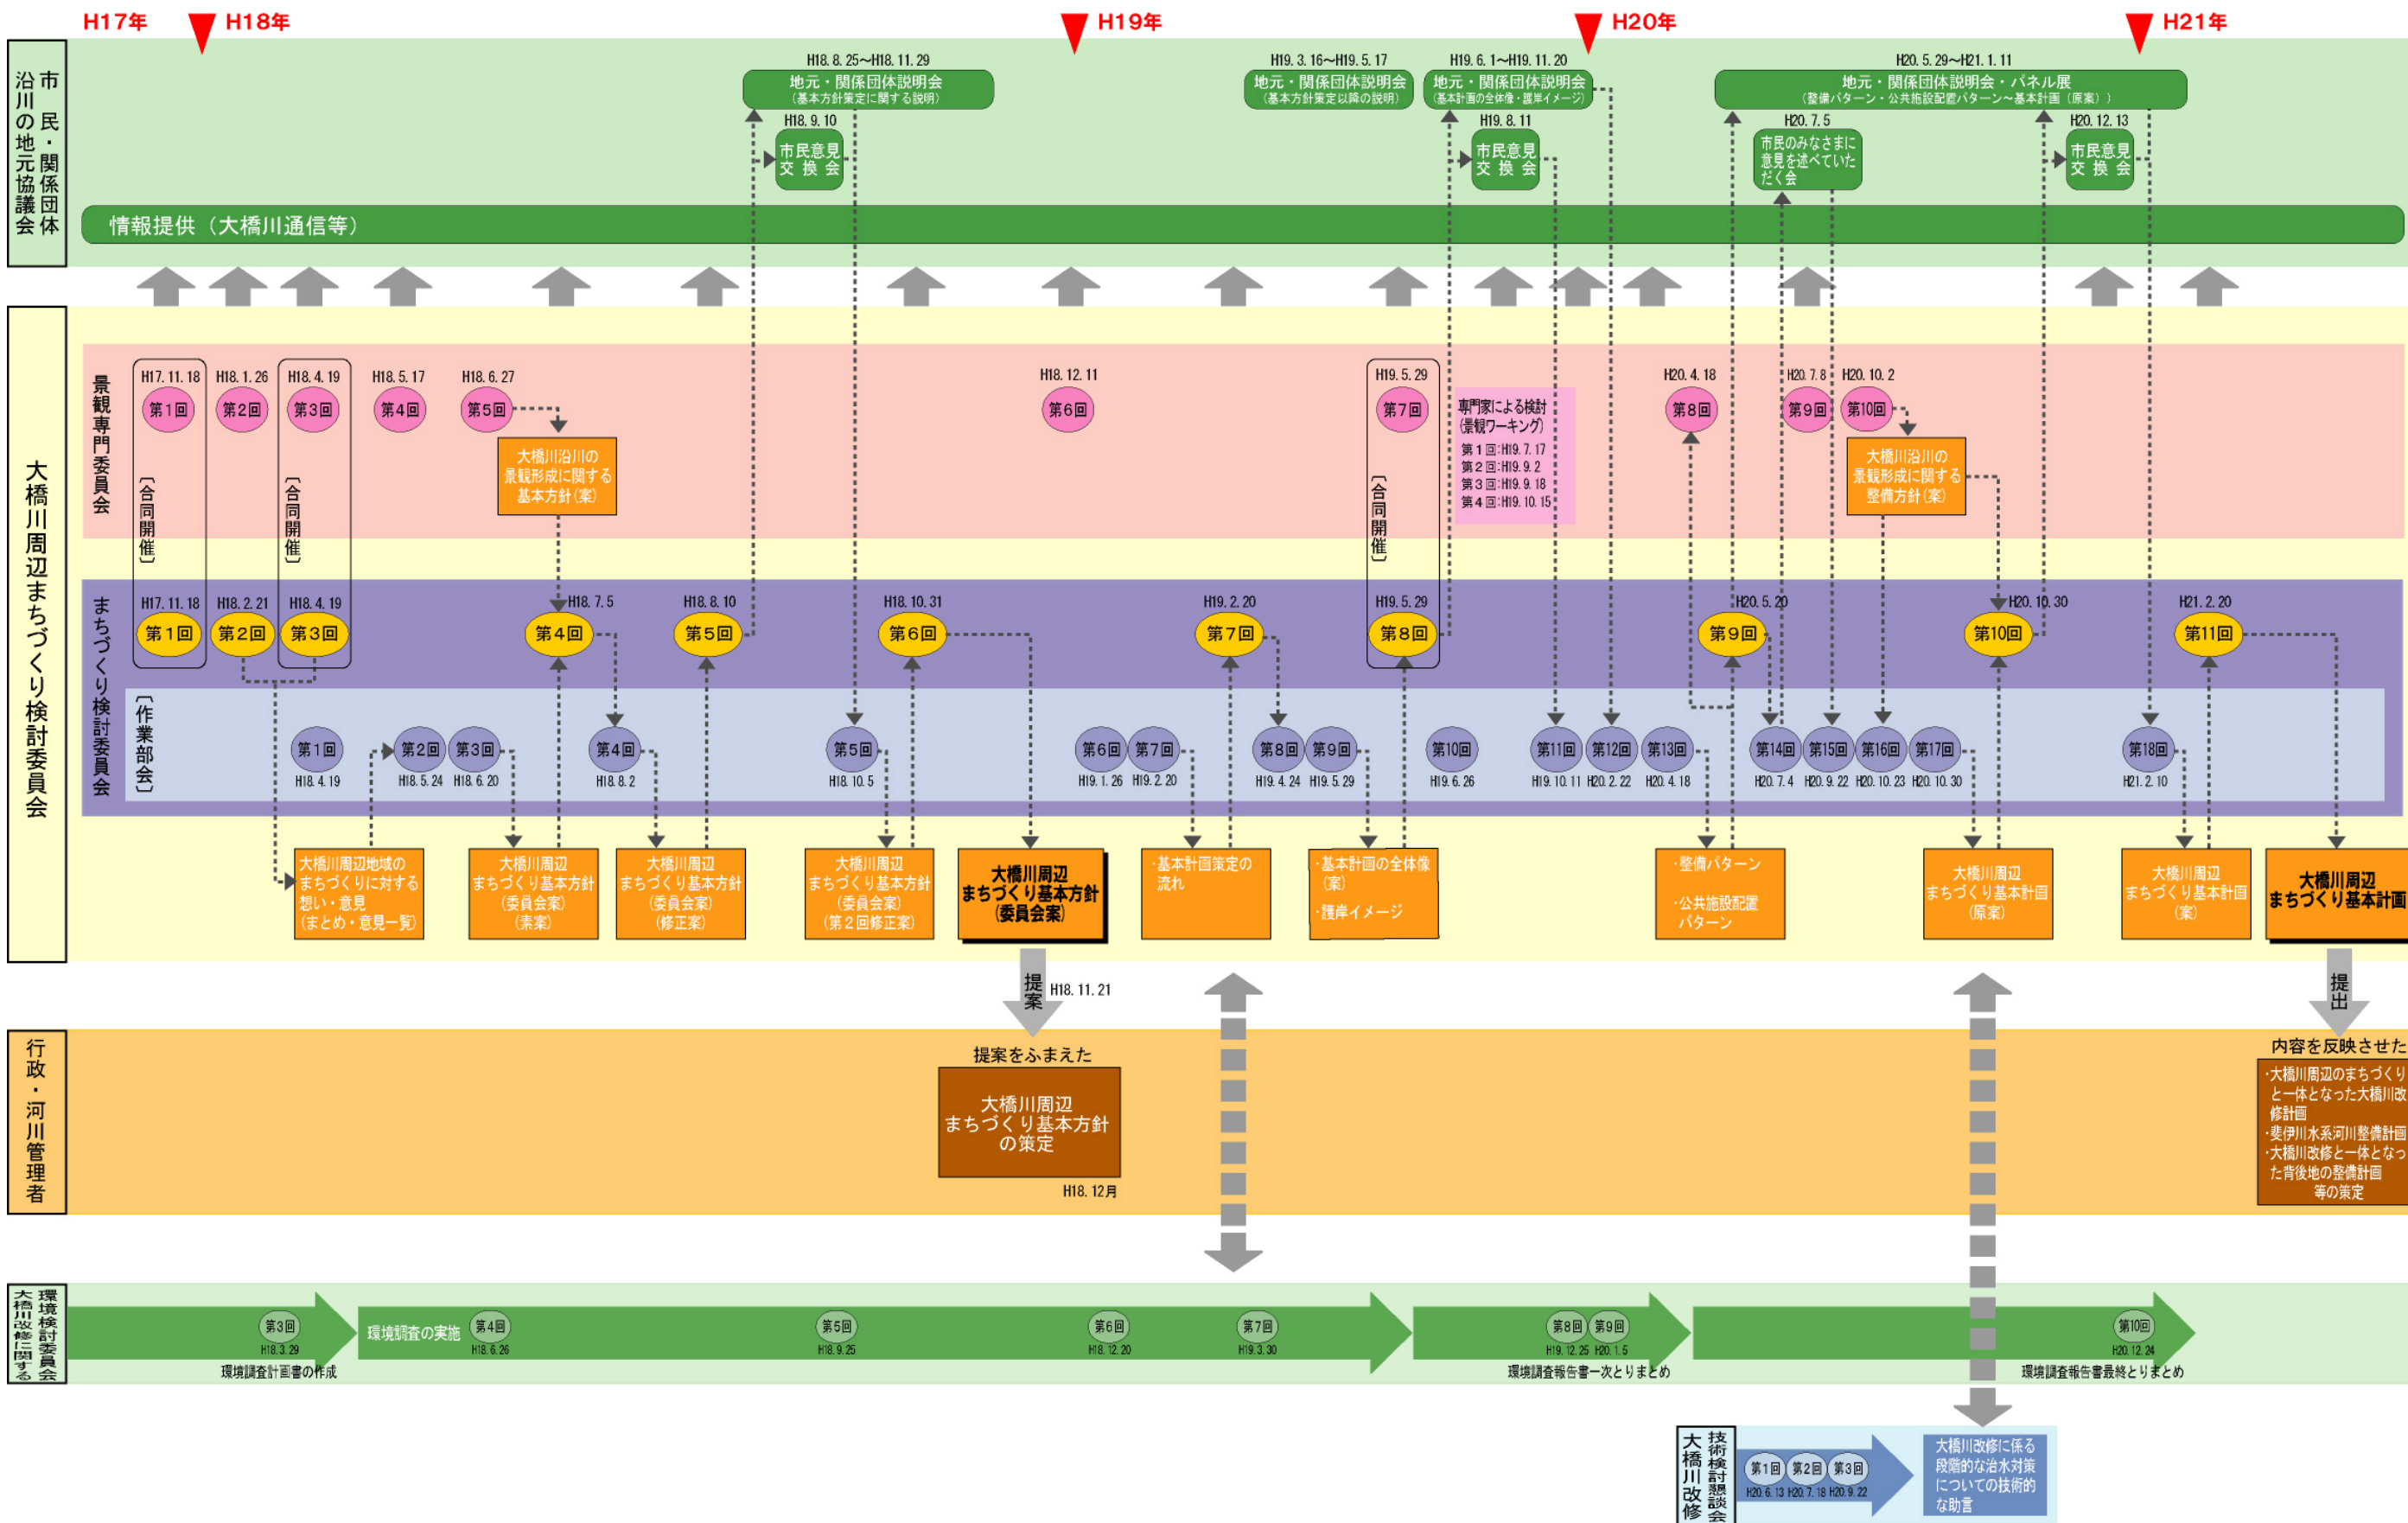 H17年
H18年
H19年
H20年
H21年
市民・関係団体
沿川の地元協議会
H18.8.25～H18.11.29
地元・関係団体説明会
(基本方針策定に関する説明)
H18.9.10
市民意見
交換会
H19.3.16～H19.5.17
地元・関係団体説明会
(基本方針策定以降の説明)
H19.6.1～H19.11.20
地元・関係団体説明会
(基本計画の全体像・護岸イメージ)
H19.8.11
市民意見
交換会
H20.5.29～H21.1.11
地元・関係団体説明会・パネル展
(整備パターン・公共施設配置パターン～基本計画(原案))
H20.7.5
市民のみなさまに
意見を述べていた
だく会
H20.12.13
市民意見
交換会
情報提供(大橋川通信等)
大橋川周辺まちづくり検討委員会
景観専門委員会
H17.11.18
第1回
H18.1.26
第2回
H18.4.19
第3回
H18.5.17
第4回
H18.6.27
第5回
H18.12.11
第6回
H19.5.29
第7回
H20.4.18
第8回
H20.7.8
第9回
H20.10.2
第10回
〔合同開催〕
〔合同開催〕
〔合同開催〕
大橋川沿川の
景観形成に関する
基本方針(案)
専門家による検討
(景観ワーキング)
第1回:H19.7.17
第2回:H19.9.2
第3回:H19.9.18
第4回:H19.10.15
大橋川沿川の
景観形成に関する
整備方針(案)
まちづくり検討委員会
H17.11.18
第1回
H18.2.21
第2回
H18.4.19
第3回
H18.7.5
第4回
H18.8.10
第5回
H18.10.31
第6回
H19.2.20
第7回
H19.5.29
第8回
H20.5.20
第9回
H20.10.30
第10回
H21.2.20
第11回
〔作業部会〕
第1回
H18.4.19
第2回
H18.5.24
第3回
H18.6.20
第4回
H18.8.2
第5回
H18.10.5
第6回
H19.1.26
第7回
H19.2.20
第8回
H19.4.24
第9回
H19.5.29
第10回
H19.6.26
第11回
H19.10.11
第12回
H20.2.22
第13回
H20.4.18
第14回
H20.7.4
第15回
H20.9.22
第16回
H20.10.23
第17回
H20.10.30
第18回
H21.2.10
大橋川周辺地域の
まちづくりに対する
想い・意見
(まとめ・意見一覧)
大橋川周辺
まちづくり基本方針
(委員会案)
(素案)
大橋川周辺
まちづくり基本方針
(委員会案)
(修正案)
大橋川周辺
まちづくり基本方針
(委員会案)
(第2回修正案)
大橋川周辺
まちづくり基本方針
(委員会案)
・基本計画策定の
流れ
・基本計画の全体像
(案)
・護岸イメージ
・整備パターン
・公共施設配置
パターン
大橋川周辺
まちづくり基本計画
(原案)
大橋川周辺
まちづくり基本計画
(案)
大橋川周辺
まちづくり基本計画
提案
H18.11.21
提出
行政・河川管理者
提案をふまえた
大橋川周辺
まちづくり基本方針
の策定
H18.12月
内容を反映させた
・大橋川周辺のまちづくり
と一体となった大橋川改
修計画
・斐伊川水系河川整備計画
・大橋川改修と一体となっ
た背後地の整備計画
等の策定
大橋川改修に関する
環境検討委員会
第3回
H18.3.29
環境調査計画書の作成
環境調査の実施
第4回
H18.6.26
第5回
H18.9.25
第6回
H18.12.20
第7回
H19.3.30
第8回
H19.12.25
第9回
H20.1.5
環境調査報告書一次とりまとめ
第10回
H20.12.24
環境調査報告書最終とりまとめ
大橋川改修
技術検討懇談会
第1回
H20.6.13
第2回
H20.7.18
第3回
H20.9.22
大橋川改修に係る
段階的な治水対策
についての技術的
な助言